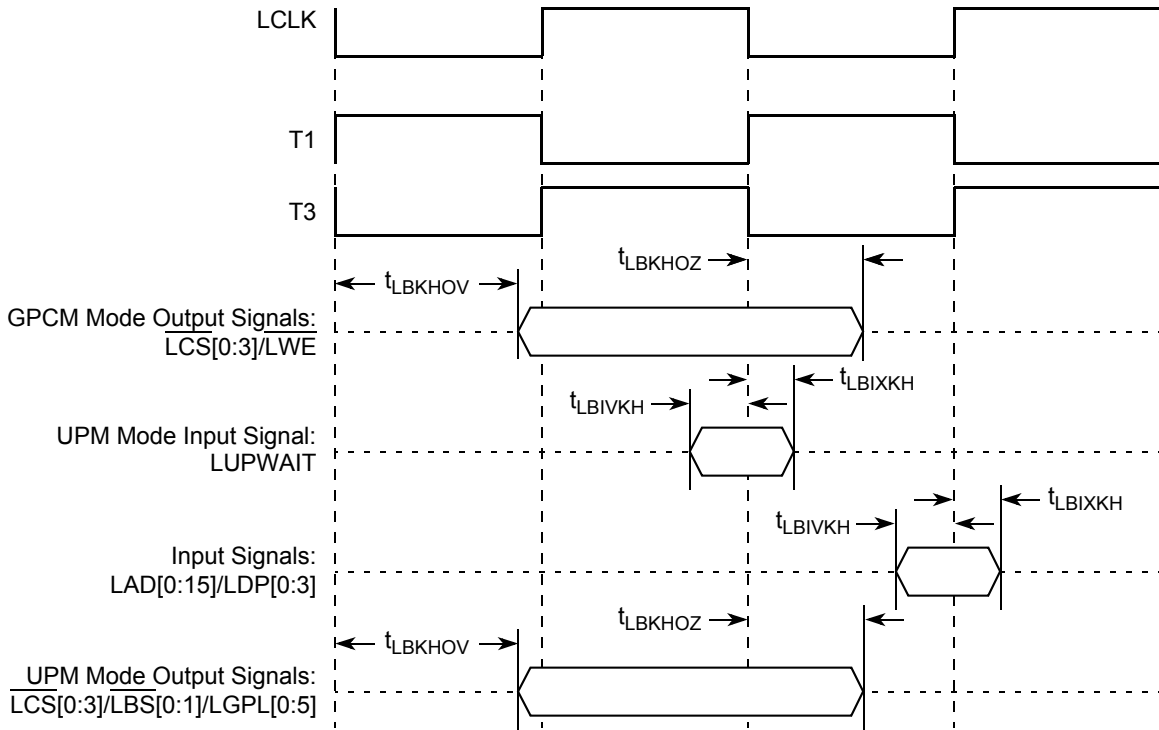 LCLK
T1
T3
tLBKHOV
tLBKHOZ
GPCM Mode Output Signals:
LCS[0:3]/LWE
tLBIXKH
tLBIVKH
UPM Mode Input Signal:
LUPWAIT
tLBIXKH
tLBIVKH
Input Signals:
LAD[0:15]/LDP[0:3]
tLBKHOZ
tLBKHOV
UPM Mode Output Signals:
LCS[0:3]/LBS[0:1]/LGPL[0:5]